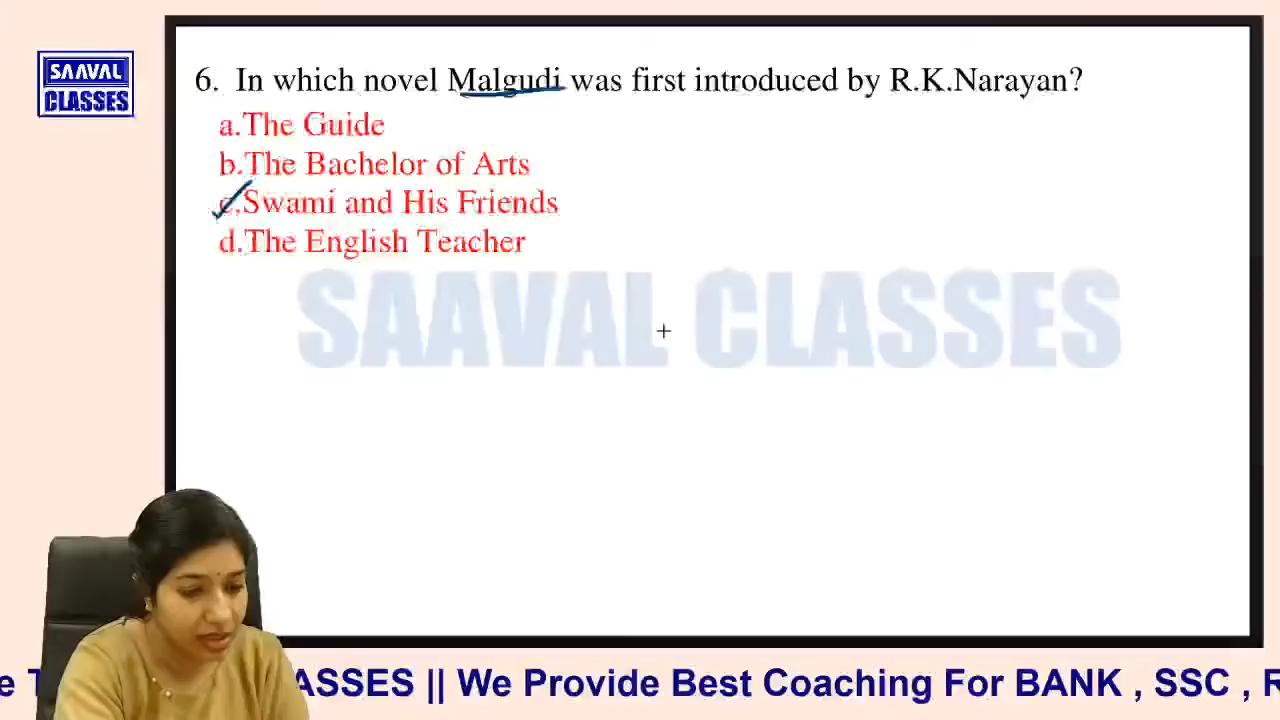 SAAVAL
CLASSES
6. In which novel Malgudi was first introduced by R.K.Narayan?
a.The Guide
b.The Bachelor of Arts
c.Swami and His Friends
d.The English Teacher
SAAVAL CLASSES
ASSES || We Provide Best Coaching For BANK , SSC , R